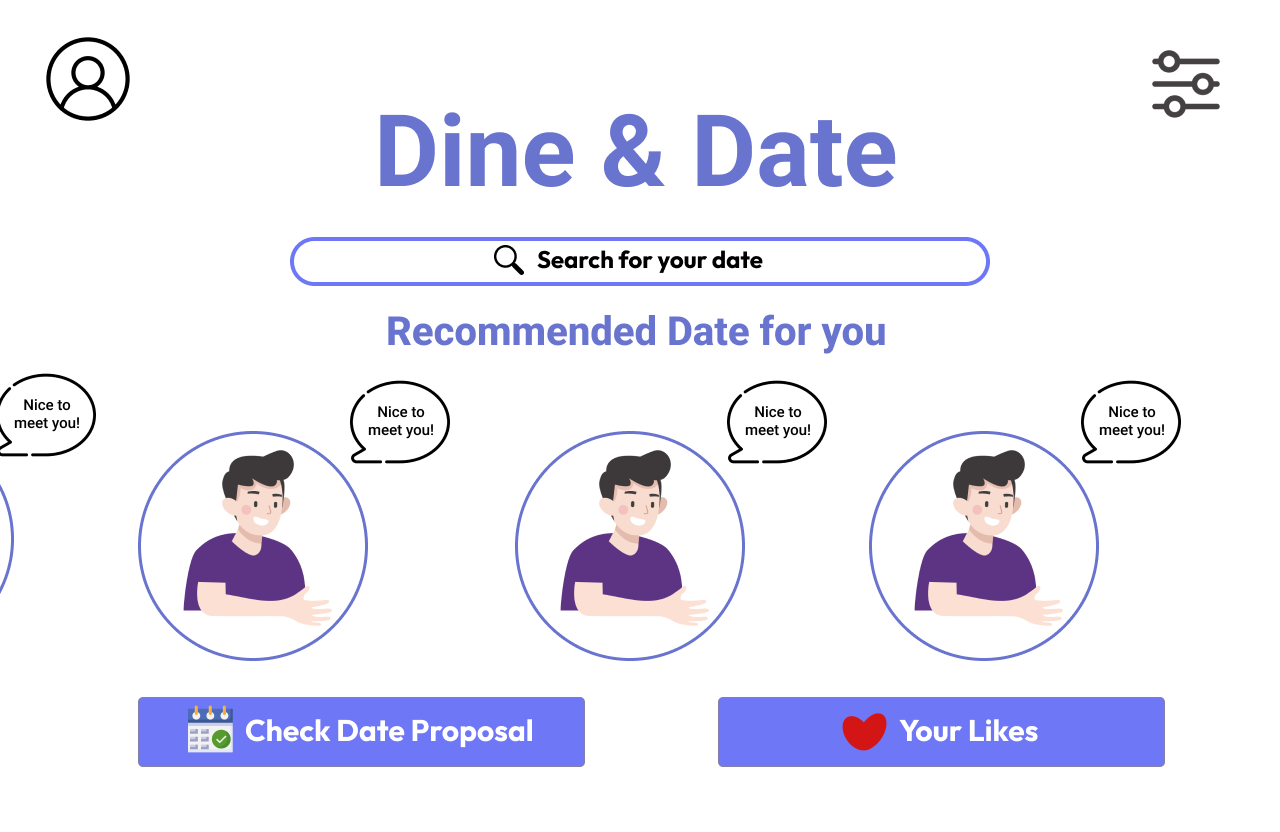 Dine & Date
Search for your date
Recommended Date for you
Nice to
meet you!
Nice to
meet you!
Nice to
meet you!
Nice to
meet you!
Check Date Proposal
Your Likes